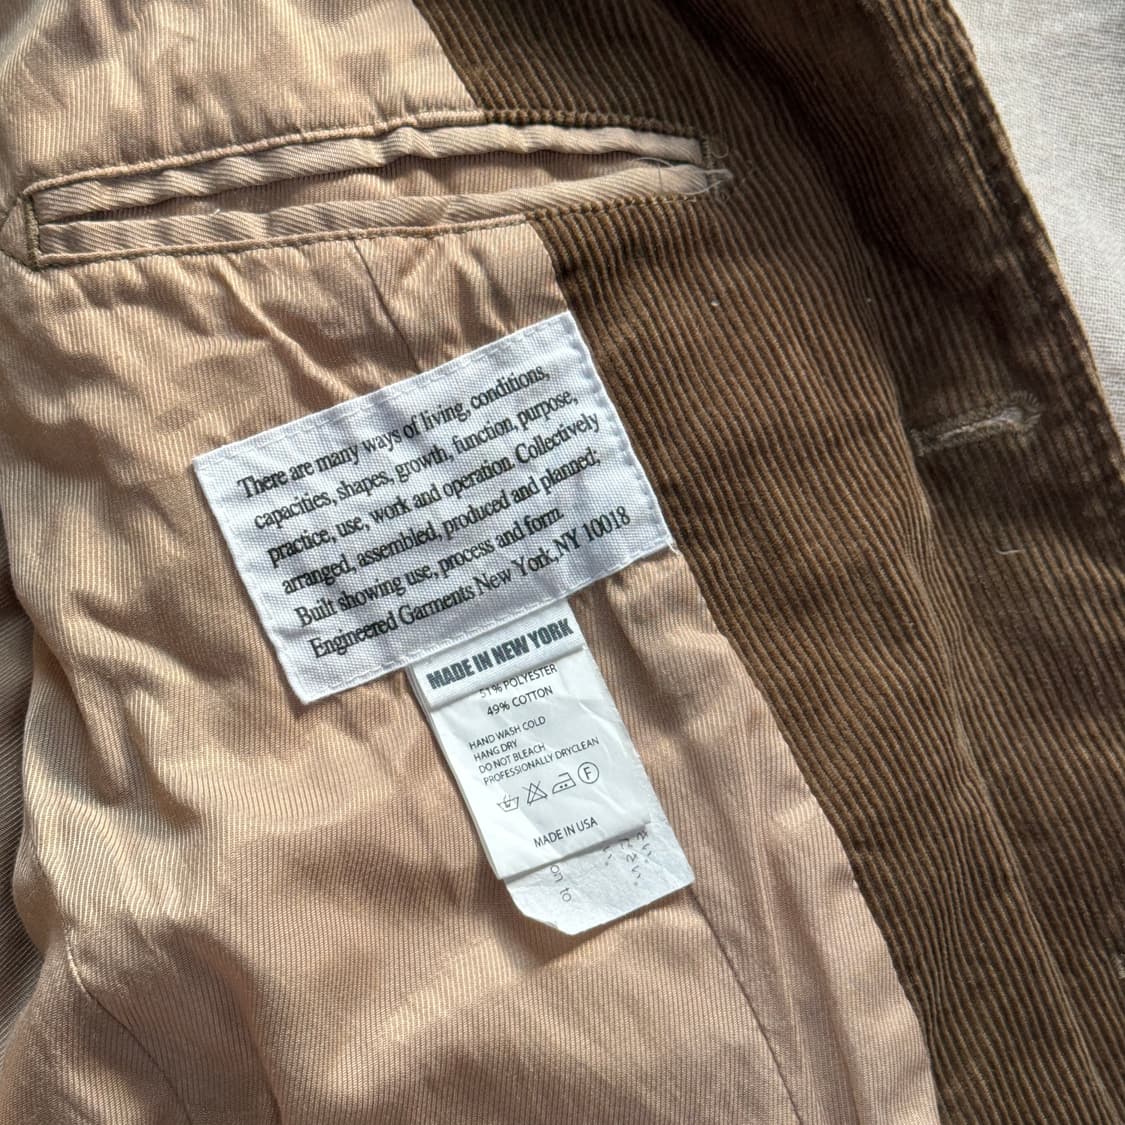 There are many ways of living, conditions,
capacities, shapes, growth, function, purpose,
practice, use, work and operation. Collectively
arranged, assembled, produced and planned;
Built showing use, process and form.
Engineered Garments New York, NY 10018
MADE IN NEW YORK
51% POLYESTER
49% COTTON
HAND WASH COLD
HANG DRY
DO NOT BLEACH
PROFESSIONALLY DRYCLEAN
F
MADE IN USA
on to